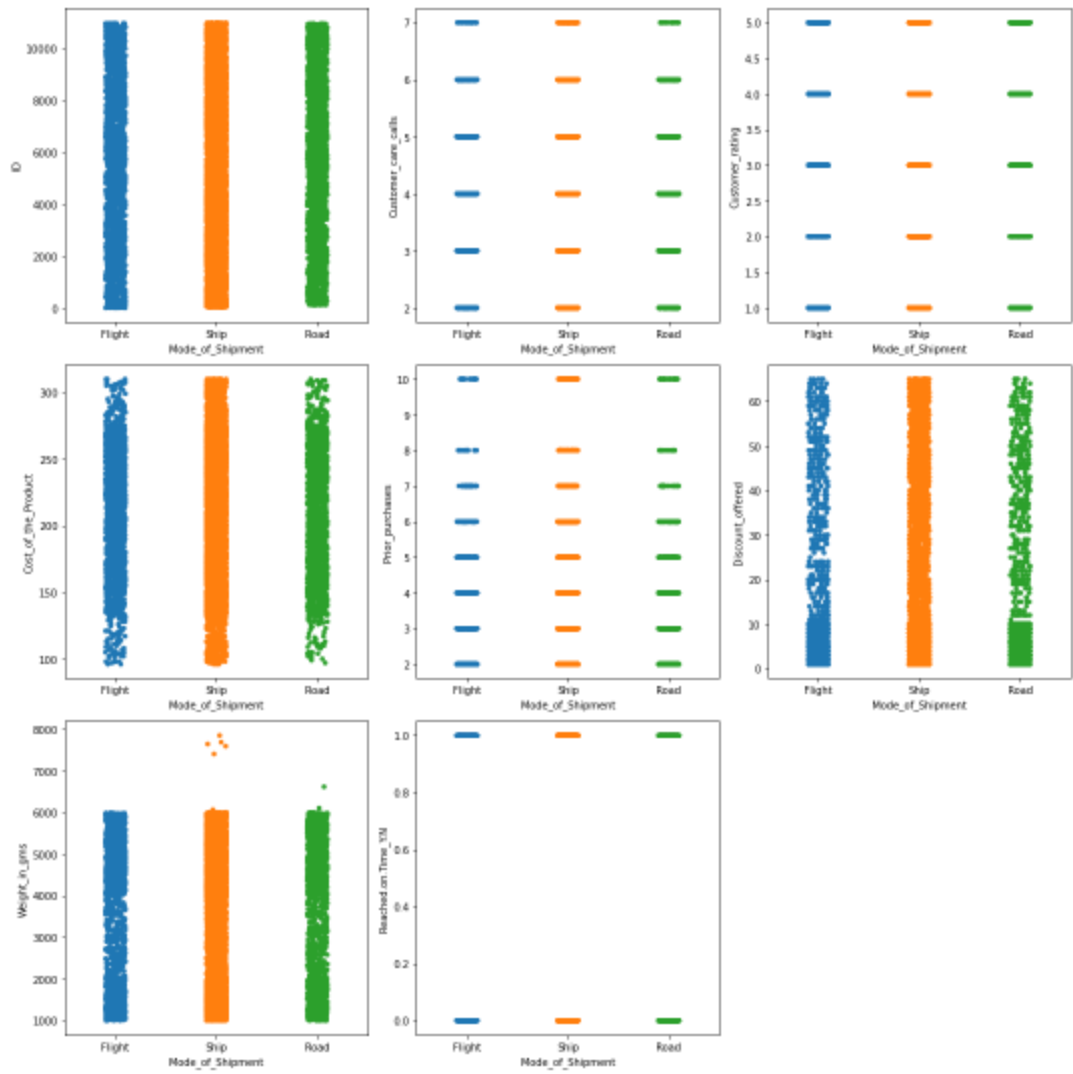 ID
10000
8000
6000
4000
2000
0
Flight Ship Road
Mode_of_Shipment
Customer_care_calls
7
6
5
4
3
2
Flight Ship Road
Mode_of_Shipment
Customer_rating
5.0
4.5
4.0
3.5
3.0
2.5
2.0
1.5
1.0
Flight Ship Road
Mode_of_Shipment
Cost_of_the_Product
300
250
200
150
100
Flight Ship Road
Mode_of_Shipment
Prior_purchases
10
9
8
7
6
5
4
3
2
Flight Ship Road
Mode_of_Shipment
Discount_offered
60
50
40
30
20
10
0
Flight Ship Road
Mode_of_Shipment
Weight_in_gms
8000
7000
6000
5000
4000
3000
2000
1000
Flight Ship Road
Mode_of_Shipment
Reached.on.Time_Y.N
1.0
0.8
0.6
0.4
0.2
0.0
Flight Ship Road
Mode_of_Shipment